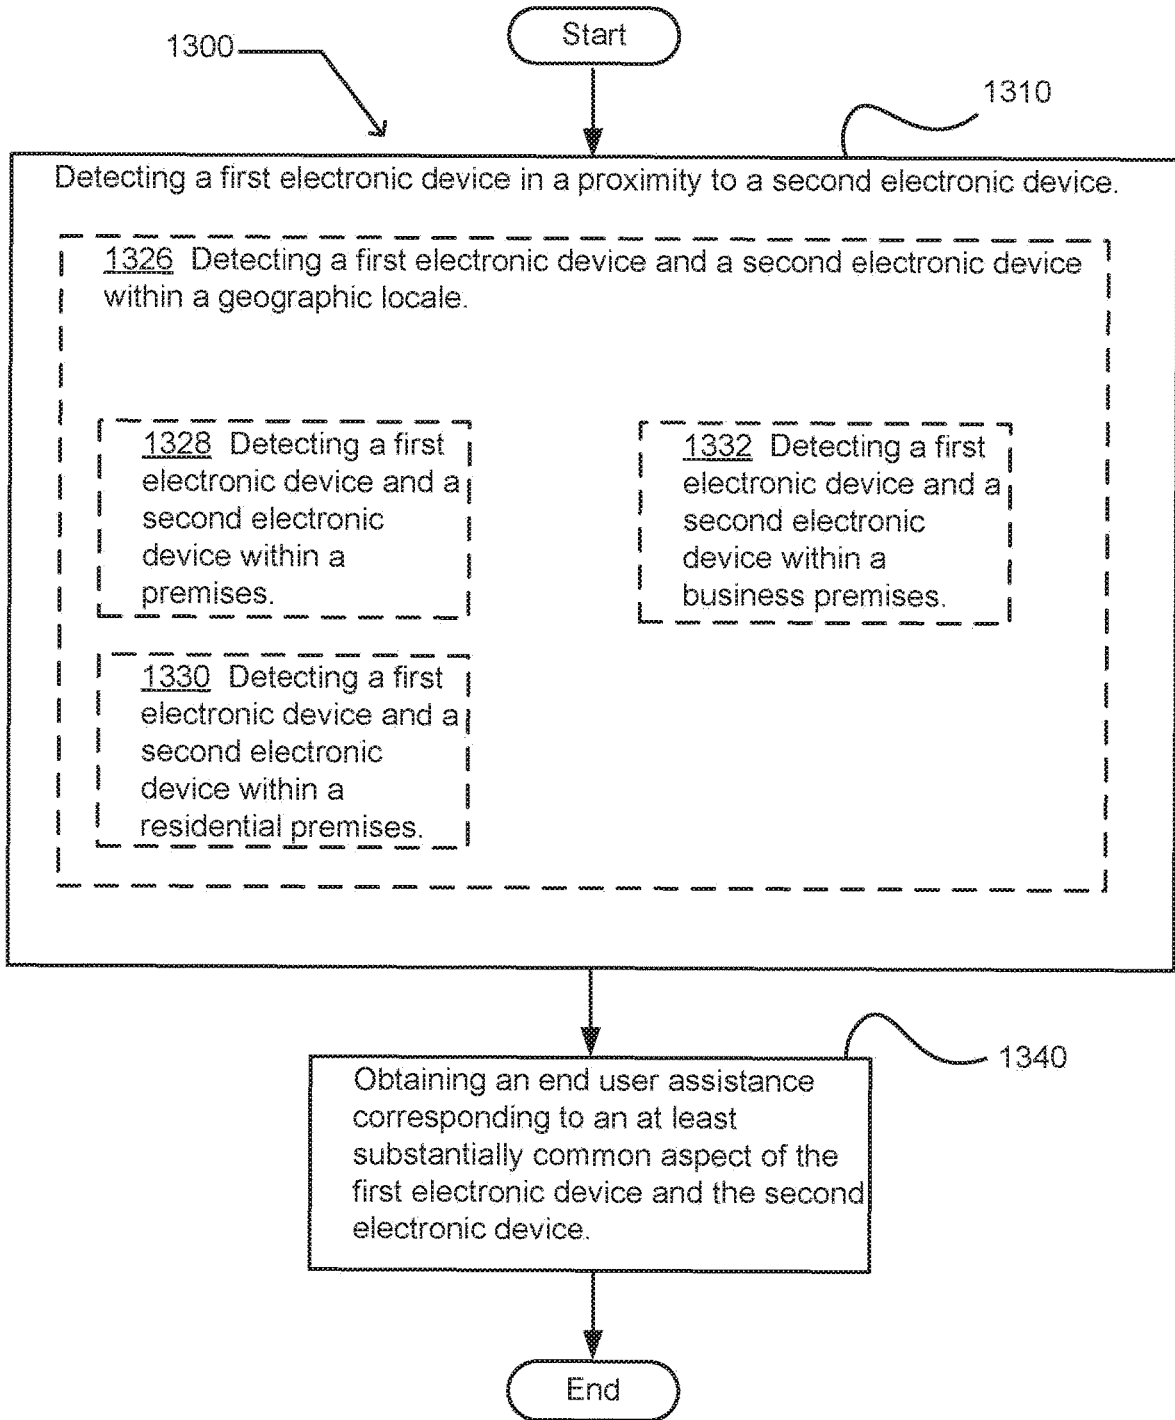 Start
1300
1310
Detecting a first electronic device in a proximity to a second electronic device.
1326 Detecting a first electronic device and a second electronic device
within a geographic locale.
1328 Detecting a first
electronic device and a
second electronic
device within a
premises.
1332 Detecting a first
electronic device and a
second electronic
device within a
business premises.
1330 Detecting a first
electronic device and a
second electronic
device within a
residential premises.
1340
Obtaining an end user assistance
corresponding to an at least
substantially common aspect of the
first electronic device and the second
electronic device.
End